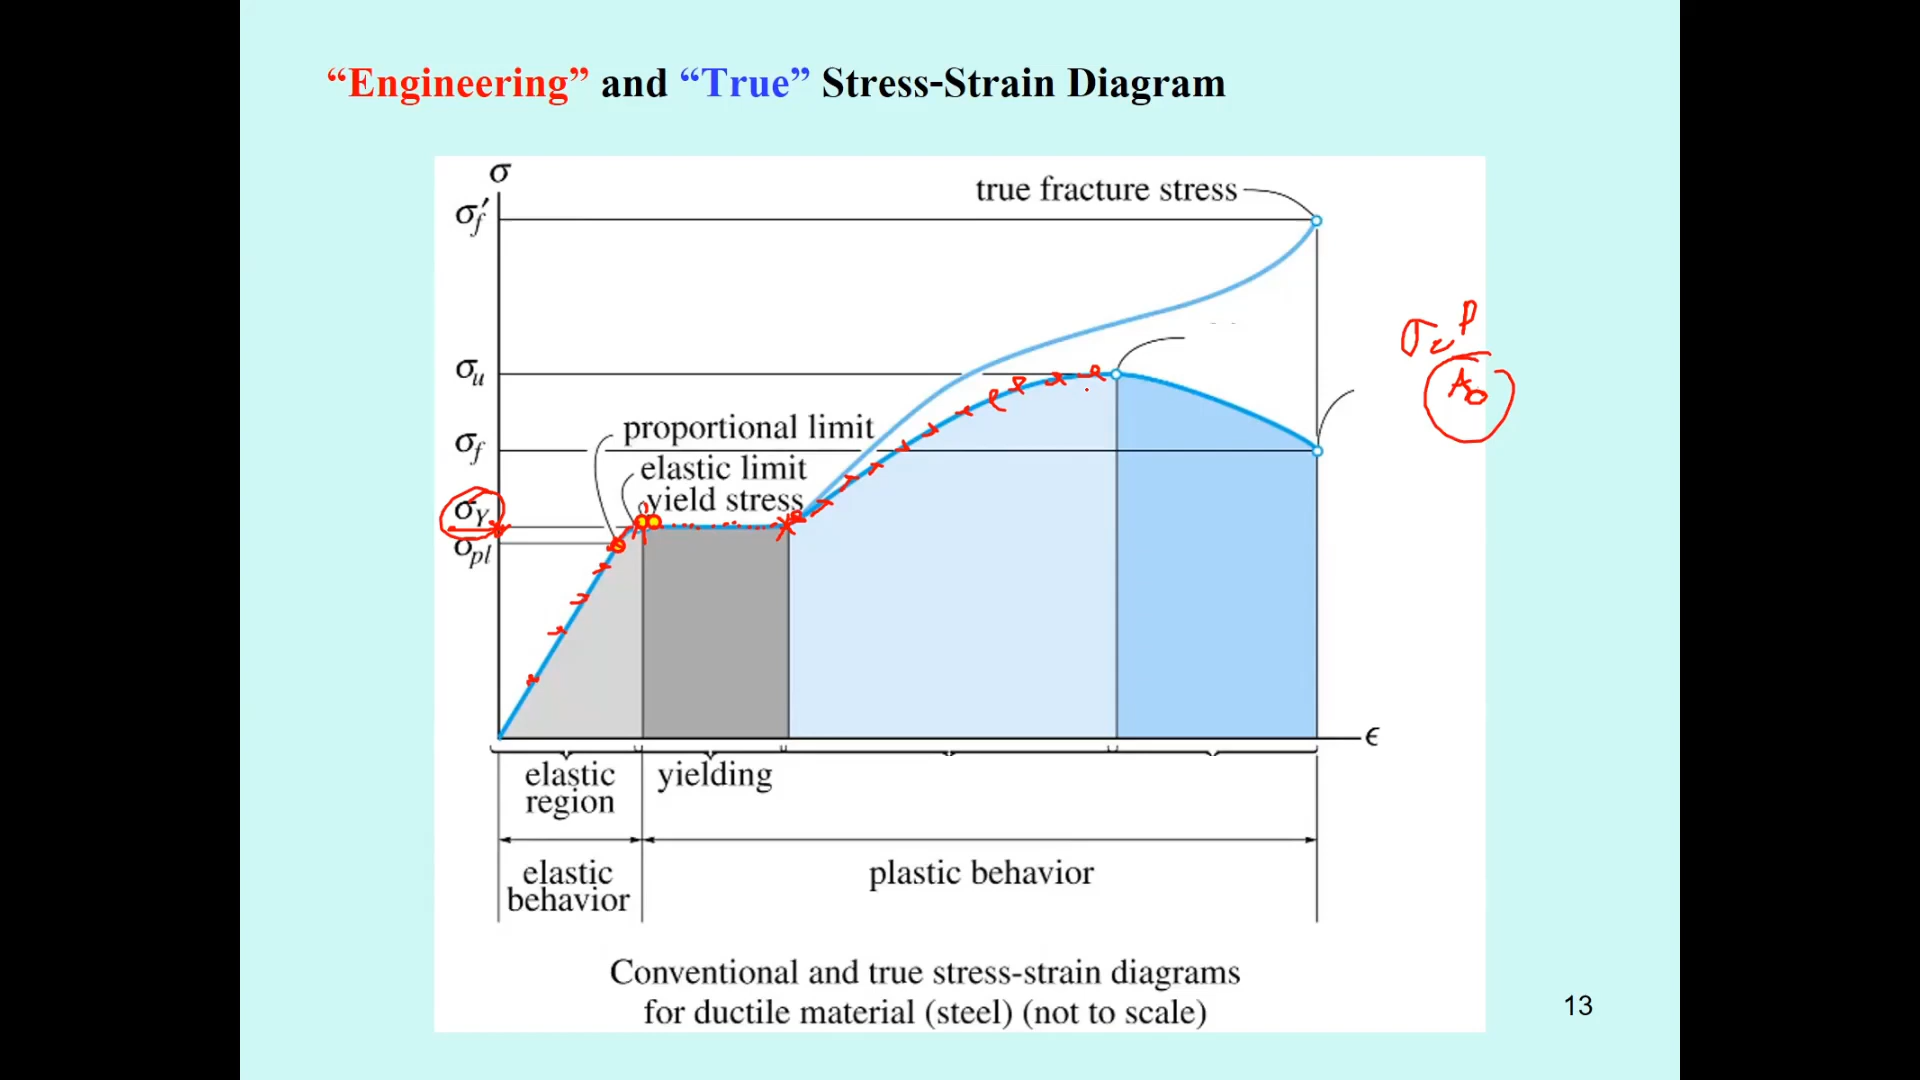 “Engineering” and “True” Stress-Strain Diagram
σ
σf′
true fracture stress
σu
σ = P
A0
proportional limit
σf
elastic limit
σY
yield stress
σpl
ϵ
elastic
region
yielding
elastic
behavior
plastic behavior
Conventional and true stress-strain diagrams
for ductile material (steel) (not to scale)
13